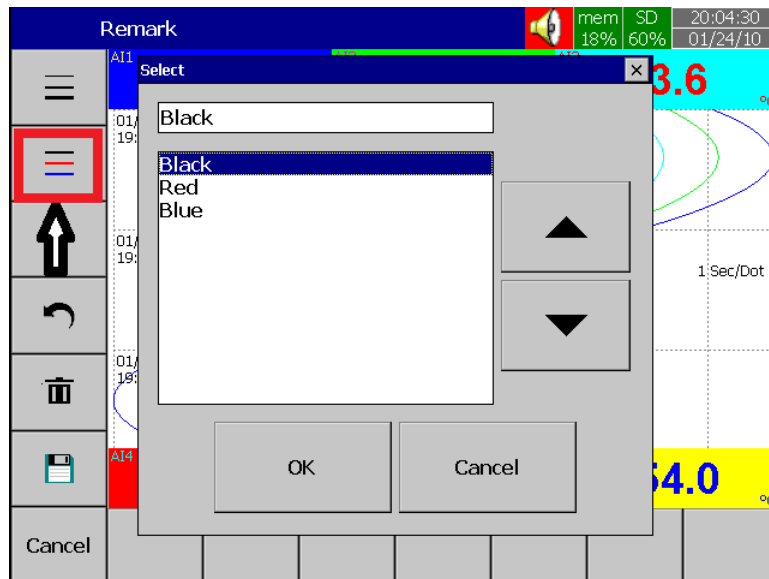 Remark
mem
18%
SD
60%
20:04:30
01/24/10
AI1
Select
3.6
Black
01/
19:
Black
Red
Blue
01/
19:
1 Sec/Dot
01/
19:
AI4
OK
Cancel
54.0
Cancel